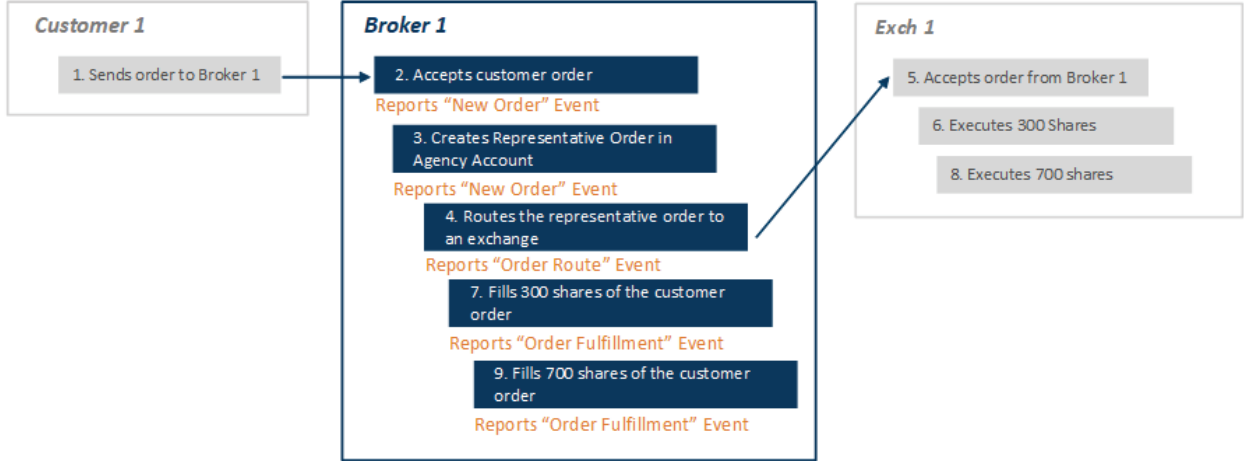 Customer 1
1. Sends order to Broker 1
Broker 1
2. Accepts customer order
Reports “New Order” Event
3. Creates Representative Order in
Agency Account
Reports “New Order” Event
4. Routes the representative order to
an exchange
Reports “Order Route” Event
7. Fills 300 shares of the customer
order
Reports “Order Fulfillment” Event
9. Fills 700 shares of the customer
order
Reports “Order Fulfillment” Event
Exch 1
5. Accepts order from Broker 1
6. Executes 300 Shares
8. Executes 700 shares